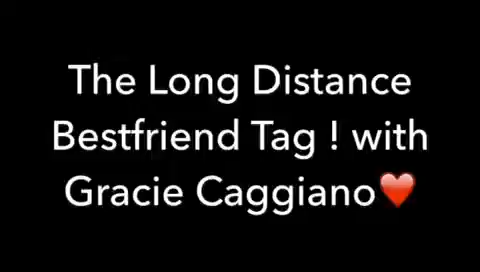 The Long Distance
Bestfriend Tag ! with
Gracie Caggiano❤️